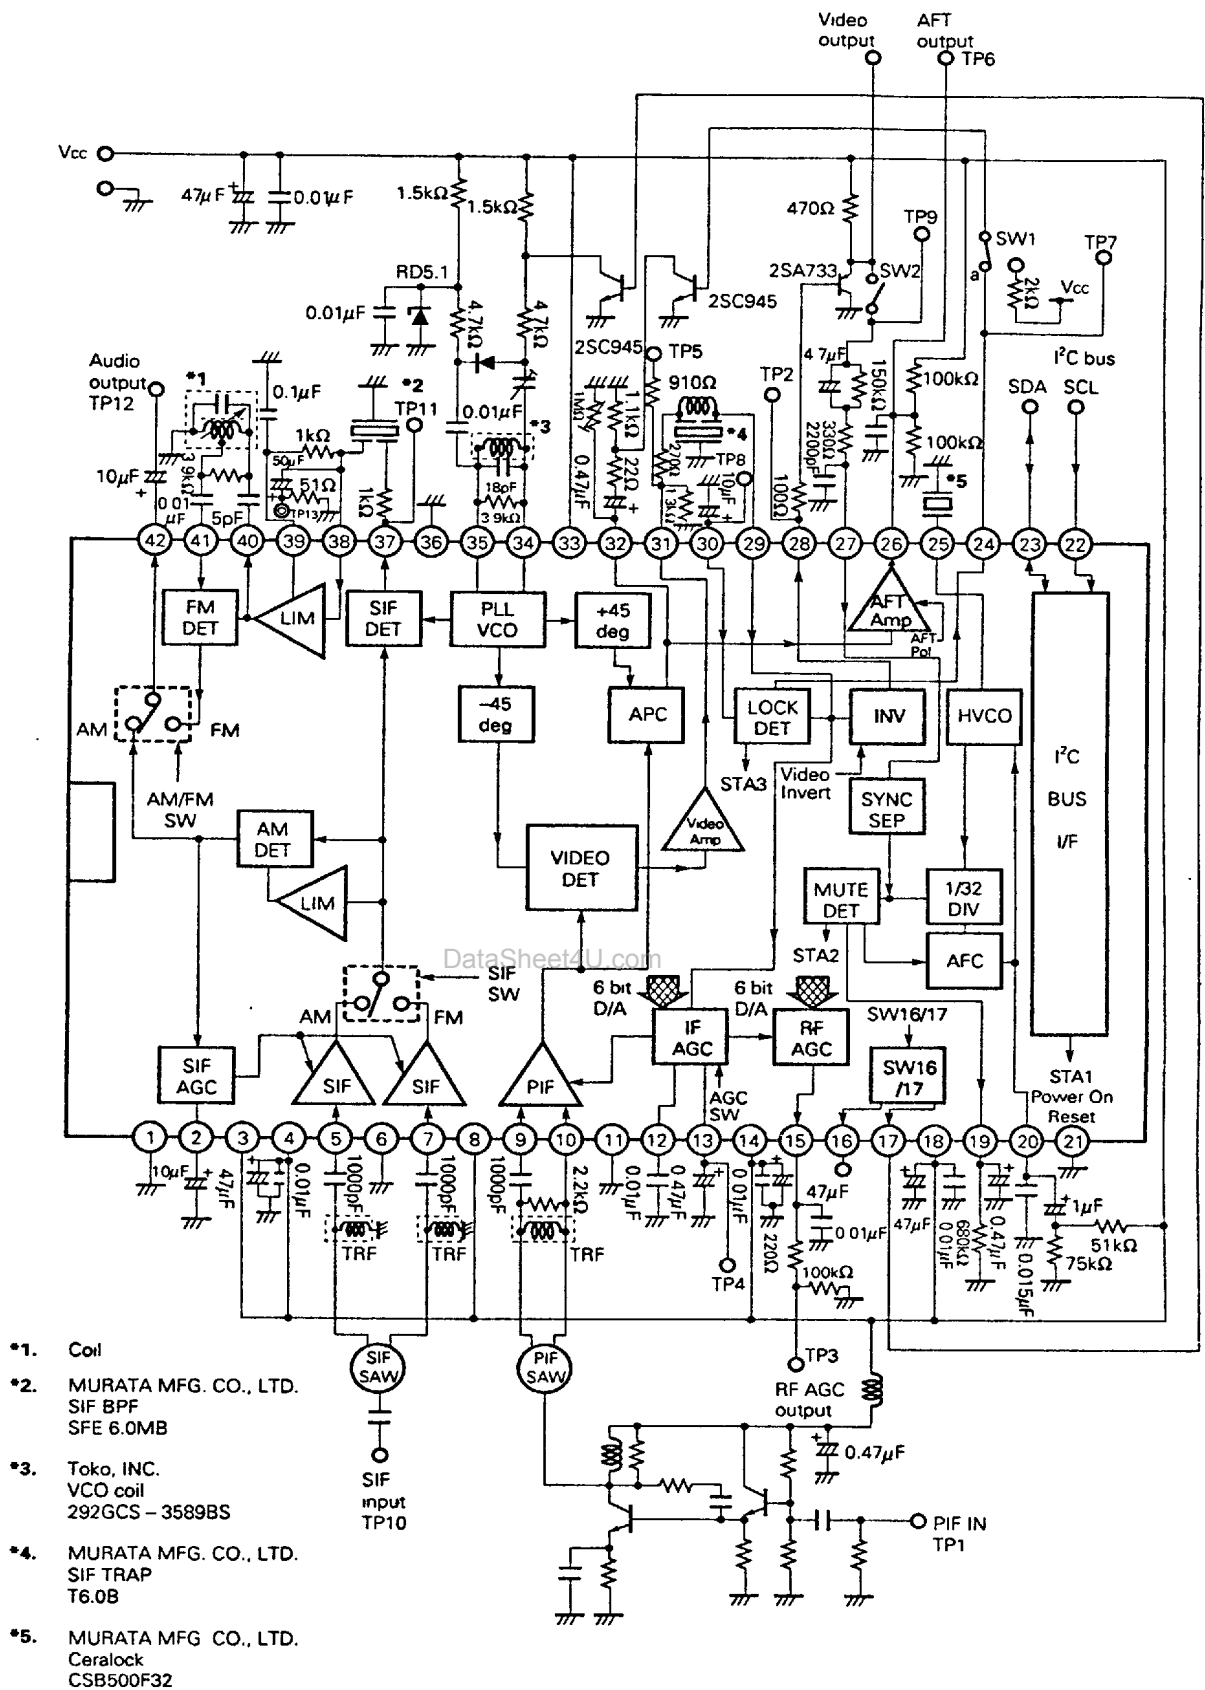 Video
output
AFT
output
TP6
Vcc
47μF
+
0.01μF
1.5kΩ
1.5kΩ
470Ω
TP9
SW1
TP7
a
2kΩ
Vcc
RD5.1
0.01μF
4.7kΩ
4.7kΩ
2SC945
2SC945
2SA733
SW2
TP5
Audio
output
TP12
*1
0.1μF
*2
TP11
0.01μF
*3
1MΩ
1.1kΩ
910Ω
*4
TP8
TP2
4 7μF
150kΩ
100kΩ
100kΩ
I²C bus
SDA
SCL
10μF
+
3 9kΩ
0 01
μF
5pF
1kΩ
50μF
51Ω
TP13
1kΩ
18pF
3 9kΩ
0.47μF
22Ω
+
270Ω
1.3kΩ
10μF
+
100Ω
330Ω
2200pF
*5
42
41
40
39
38
37
36
35
34
33
32
31
30
29
28
27
26
25
24
23
22
FM
DET
LIM
SIF
DET
PLL
VCO
+45
deg
AFT
Amp
AFT
Pol
–45
deg
APC
LOCK
DET
INV
HVCO
AM
FM
AM/FM
SW
STA3
Video
Invert
SYNC
SEP
I²C
BUS
I/F
AM
DET
LIM
VIDEO
DET
Video
Amp
MUTE
DET
1/32
DIV
STA2
AFC
DataSheet4U.com
SIF
SW
AM
FM
6 bit
D/A
6 bit
D/A
SIF
AGC
SIF
SIF
PIF
IF
AGC
RF
AGC
AGC
SW
SW16/17
SW16
/17
STA1
Power On
Reset
1
2
3
4
5
6
7
8
9
10
11
12
13
14
15
16
17
18
19
20
21
10μF
+
47μF
+
0.01μF
1000pF
1000pF
1000pF
2.2kΩ
0.01μF
0.47μF
+
0.01μF
+
220Ω
47μF
0 01μF
47μF
+
0 01μF
680kΩ
0.47μF
+
0.015μF
+
1μF
51kΩ
75kΩ
TRF
TRF
TRF
TP4
100kΩ
SIF
SAW
PIF
SAW
TP3
RF AGC
output
+
0.47μF
SIF
input
TP10
PIF IN
TP1
*1. Coil
*2. MURATA MFG. CO., LTD.
SIF BPF
SFE 6.0MB
*3. Toko, INC.
VCO coil
292GCS – 3589BS
*4. MURATA MFG. CO., LTD.
SIF TRAP
T6.0B
*5. MURATA MFG CO., LTD.
Ceralock
CSB500F32